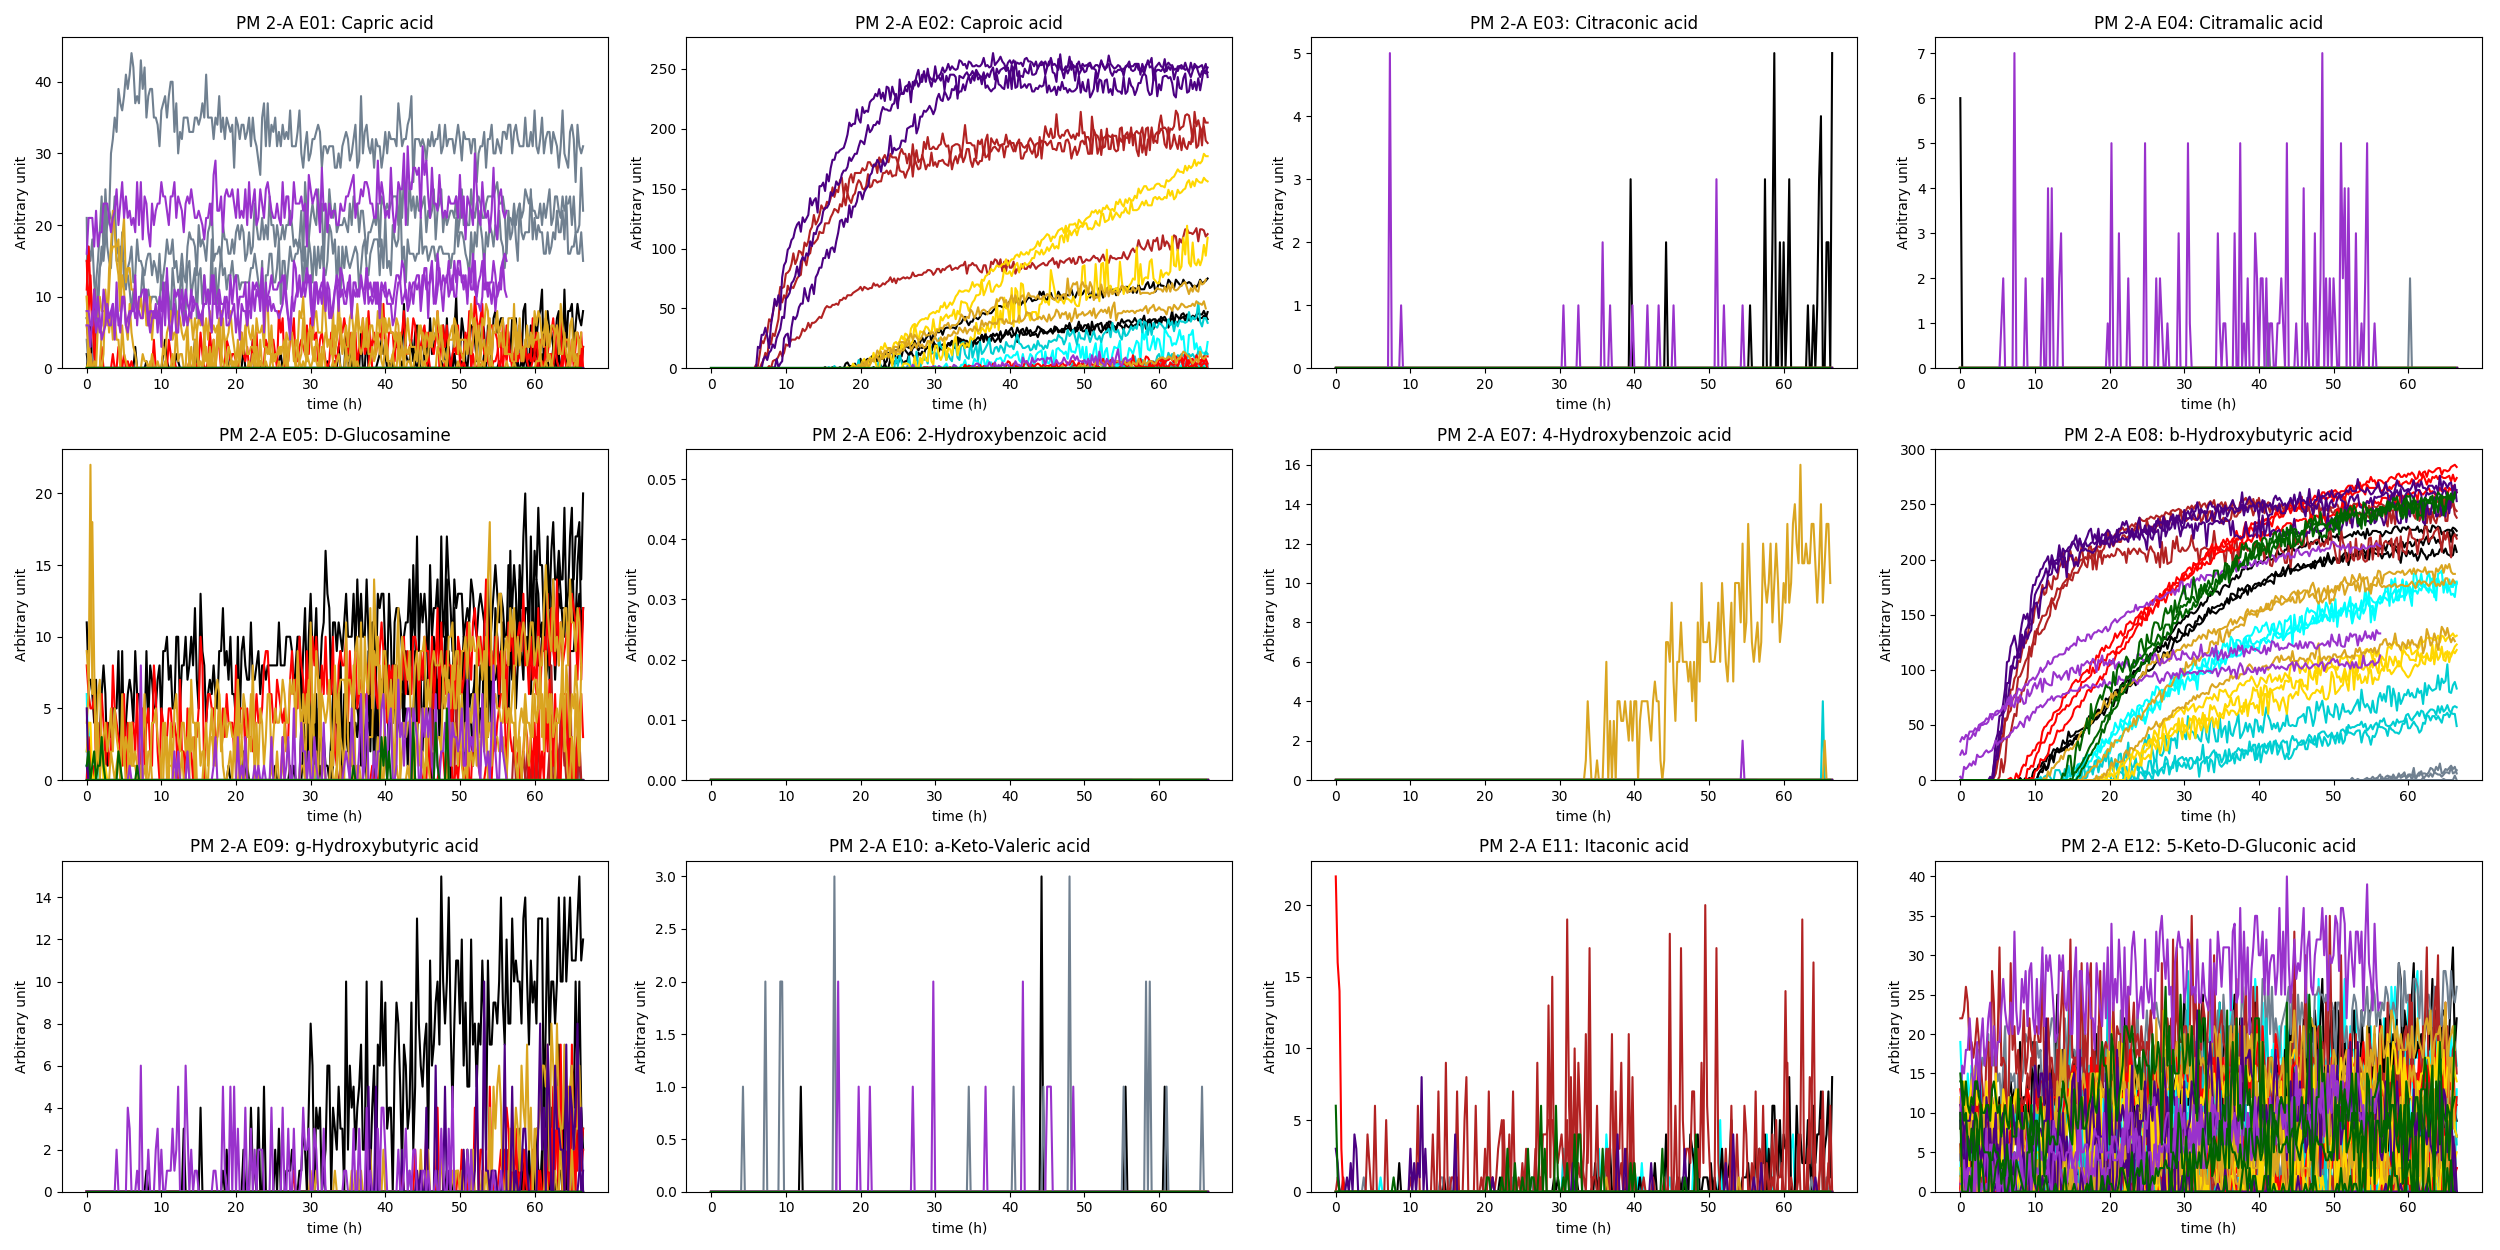 PM 2-A E01: Capric acid
PM 2-A E02: Caproic acid
PM 2-A E03: Citraconic acid
PM 2-A E04: Citramalic acid
Arbitrary unit
0 10 20 30 40
0 10 20 30 40 50 60
time (h)
Arbitrary unit
0 50 100 150 200 250
0 10 20 30 40 50 60
time (h)
Arbitrary unit
0 1 2 3 4 5
0 10 20 30 40 50 60
time (h)
Arbitrary unit
0 1 2 3 4 5 6 7
0 10 20 30 40 50 60
time (h)
PM 2-A E05: D-Glucosamine
PM 2-A E06: 2-Hydroxybenzoic acid
PM 2-A E07: 4-Hydroxybenzoic acid
PM 2-A E08: b-Hydroxybutyric acid
Arbitrary unit
0 5 10 15 20
0 10 20 30 40 50 60
time (h)
Arbitrary unit
0.00 0.01 0.02 0.03 0.04 0.05
0 10 20 30 40 50 60
time (h)
Arbitrary unit
0 2 4 6 8 10 12 14 16
0 10 20 30 40 50 60
time (h)
Arbitrary unit
0 50 100 150 200 250 300
0 10 20 30 40 50 60
time (h)
PM 2-A E09: g-Hydroxybutyric acid
PM 2-A E10: a-Keto-Valeric acid
PM 2-A E11: Itaconic acid
PM 2-A E12: 5-Keto-D-Gluconic acid
Arbitrary unit
0 2 4 6 8 10 12 14
0 10 20 30 40 50 60
time (h)
Arbitrary unit
0.0 0.5 1.0 1.5 2.0 2.5 3.0
0 10 20 30 40 50 60
time (h)
Arbitrary unit
0 5 10 15 20
0 10 20 30 40 50 60
time (h)
Arbitrary unit
0 5 10 15 20 25 30 35 40
0 10 20 30 40 50 60
time (h)